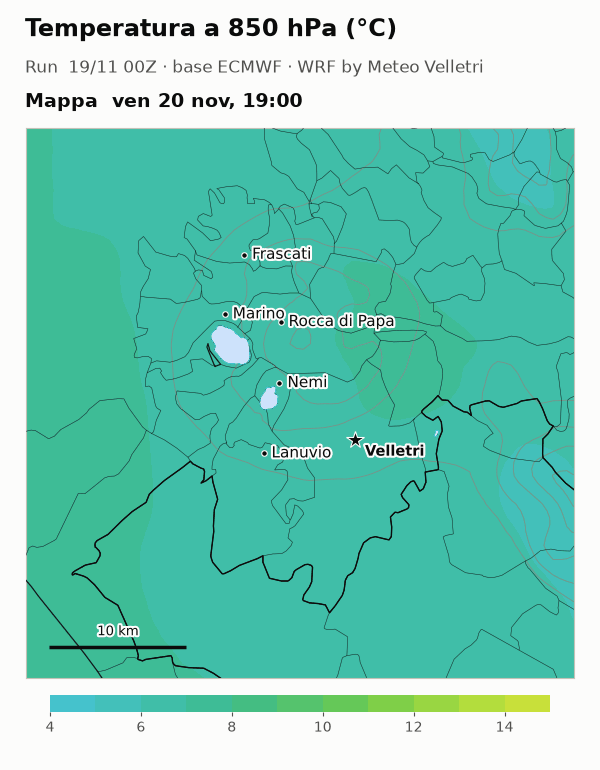 Temperatura a 850 hPa (°C)
Run  19/11 00Z · base ECMWF · WRF by Meteo Velletri
Mappa  ven 20 nov, 19:00
Frascati
Marino
Rocca di Papa
Nemi
Velletri
Lanuvio
10 km
4 6 8 10 12 14